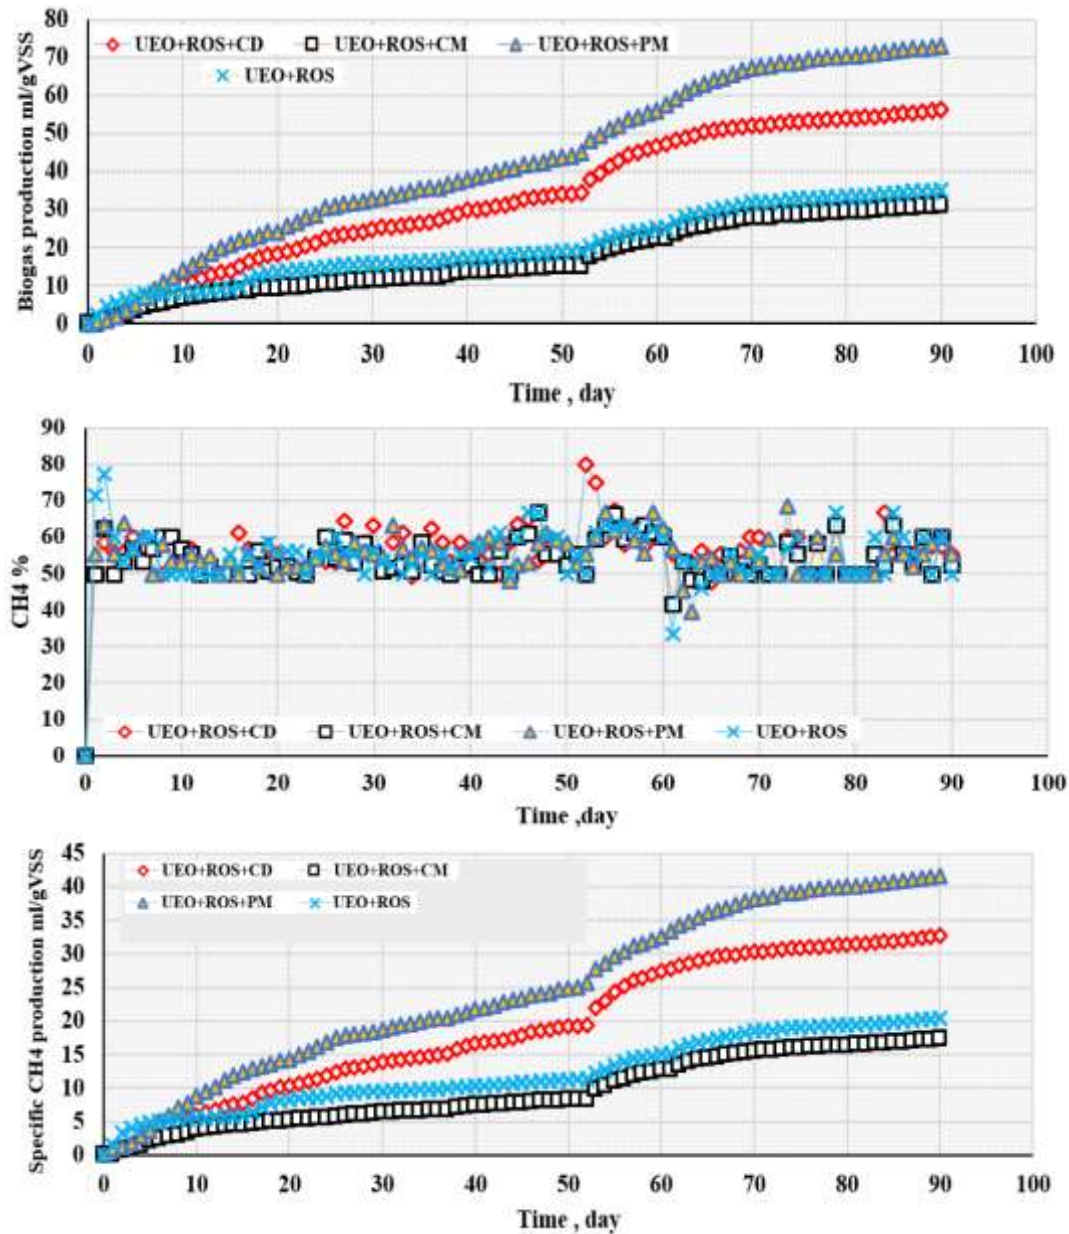 80
70
60
50
40
30
20
10
0
Biogas production ml/gVSS
UEO+ROS+CD UEO+ROS+CM UEO+ROS+PM
UEO+ROS
0 10 20 30 40 50 60 70 80 90 100
Time , day
90
80
70
60
50
40
30
20
10
0
CH4 %
UEO+ROS+CD UEO+ROS+CM UEO+ROS+PM UEO+ROS
0 10 20 30 40 50 60 70 80 90 100
Time ,day
45
40
35
30
25
20
15
10
5
0
Specific CH4 production ml/gVSS
UEO+ROS+CD UEO+ROS+CM
UEO+ROS+PM UEO+ROS
0 10 20 30 40 50 60 70 80 90 100
Time , day